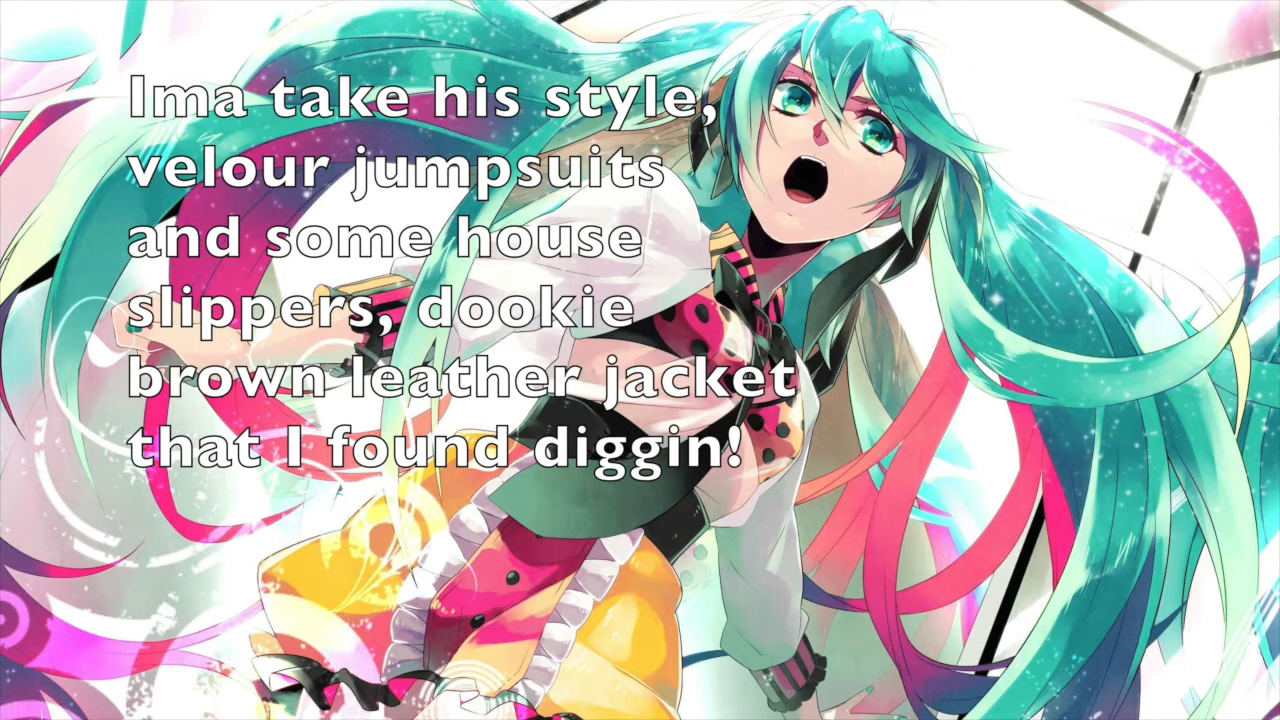 Ima take his style,
velour jumpsuits
and some house
slippers, dookie
brown leather jacket
that I found diggin!